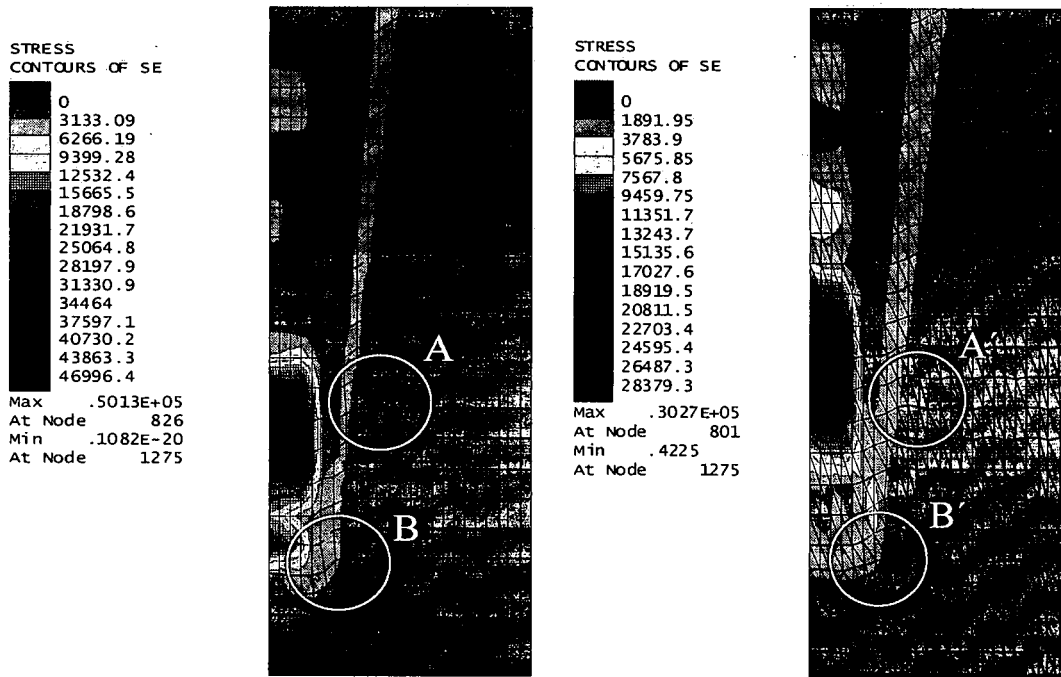 STRESS
CONTOURS OF SE
0
3133.09
6266.19
9399.28
12532.4
15665.5
18798.6
21931.7
25064.8
28197.9
31330.9
34464
37597.1
40730.2
43863.3
46996.4
Max .5013E+05
At Node 826
Min .1082E-20
At Node 1275
A
B
STRESS
CONTOURS OF SE
0
1891.95
3783.9
5675.85
7567.8
9459.75
11351.7
13243.7
15135.6
17027.6
18919.5
20811.5
22703.4
24595.4
26487.3
28379.3
Max .3027E+05
At Node 801
Min .4225
At Node 1275
A´
B´